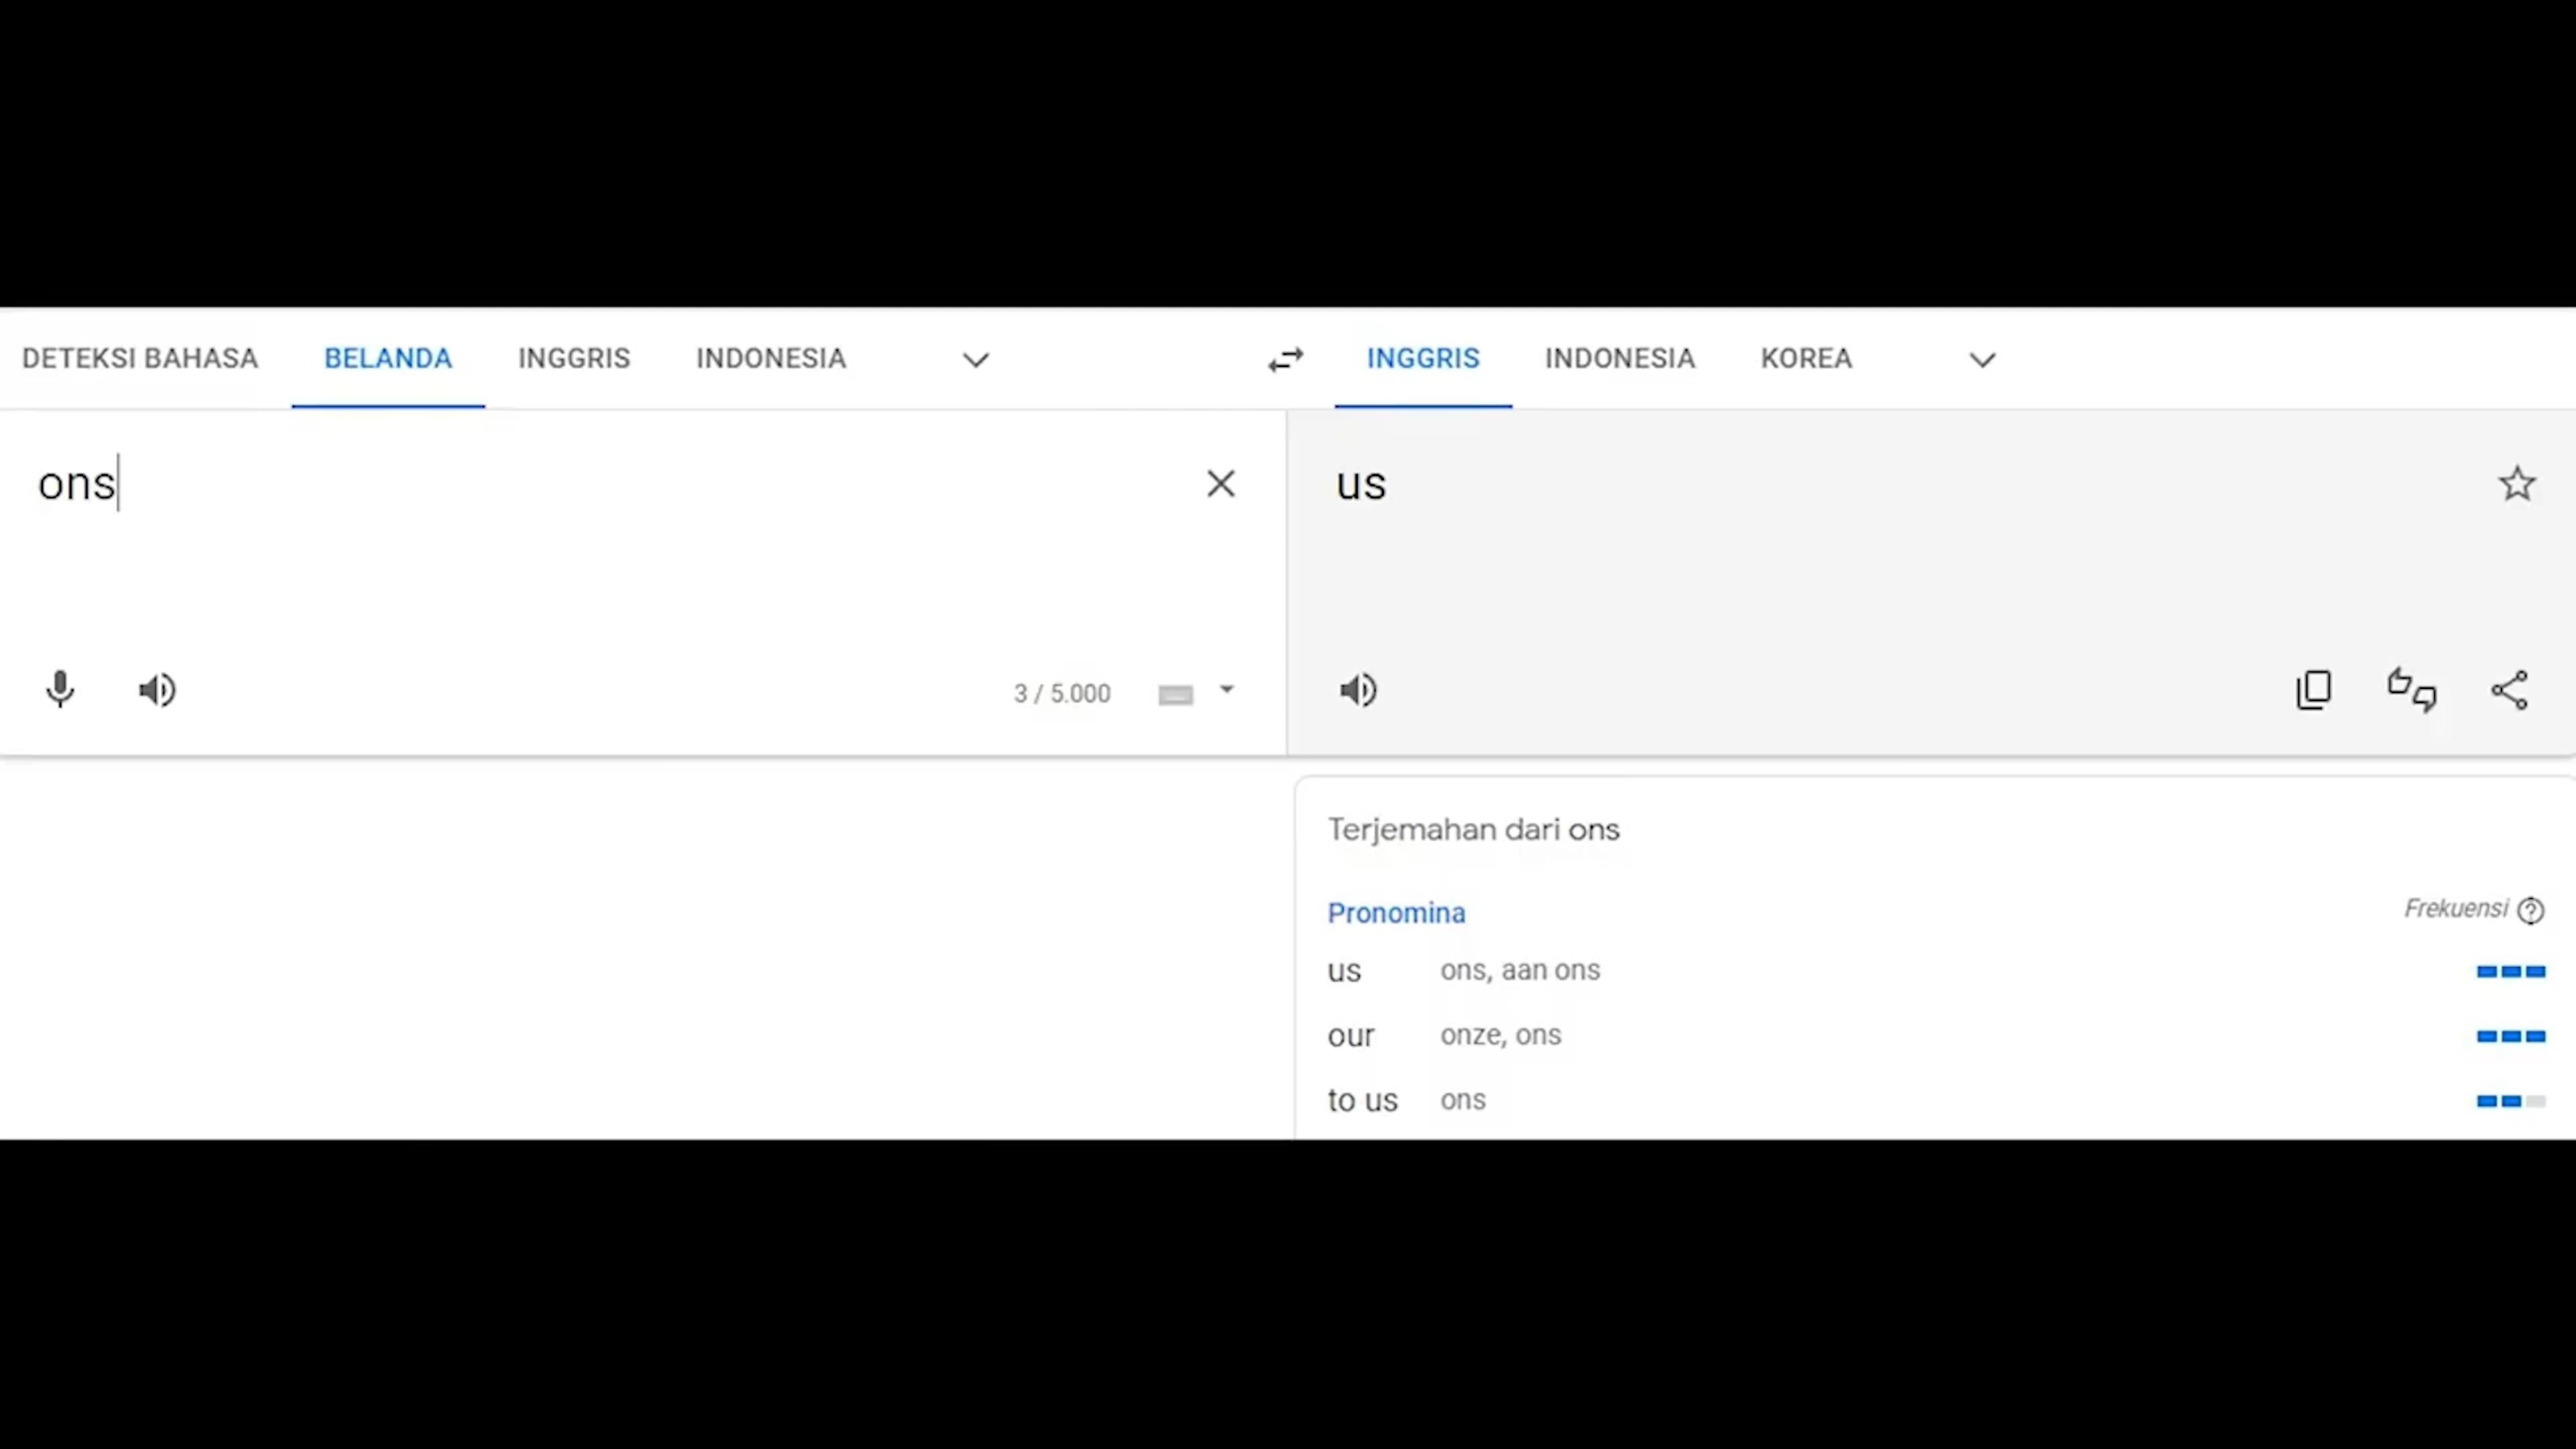 DETEKSI BAHASA BELANDA INGGRIS INDONESIA INGGRIS INDONESIA KOREA
ons us
3 / 5.000
Terjemahan dari ons
Pronomina Frekuensi
us ons, aan ons
our onze, ons
to us ons